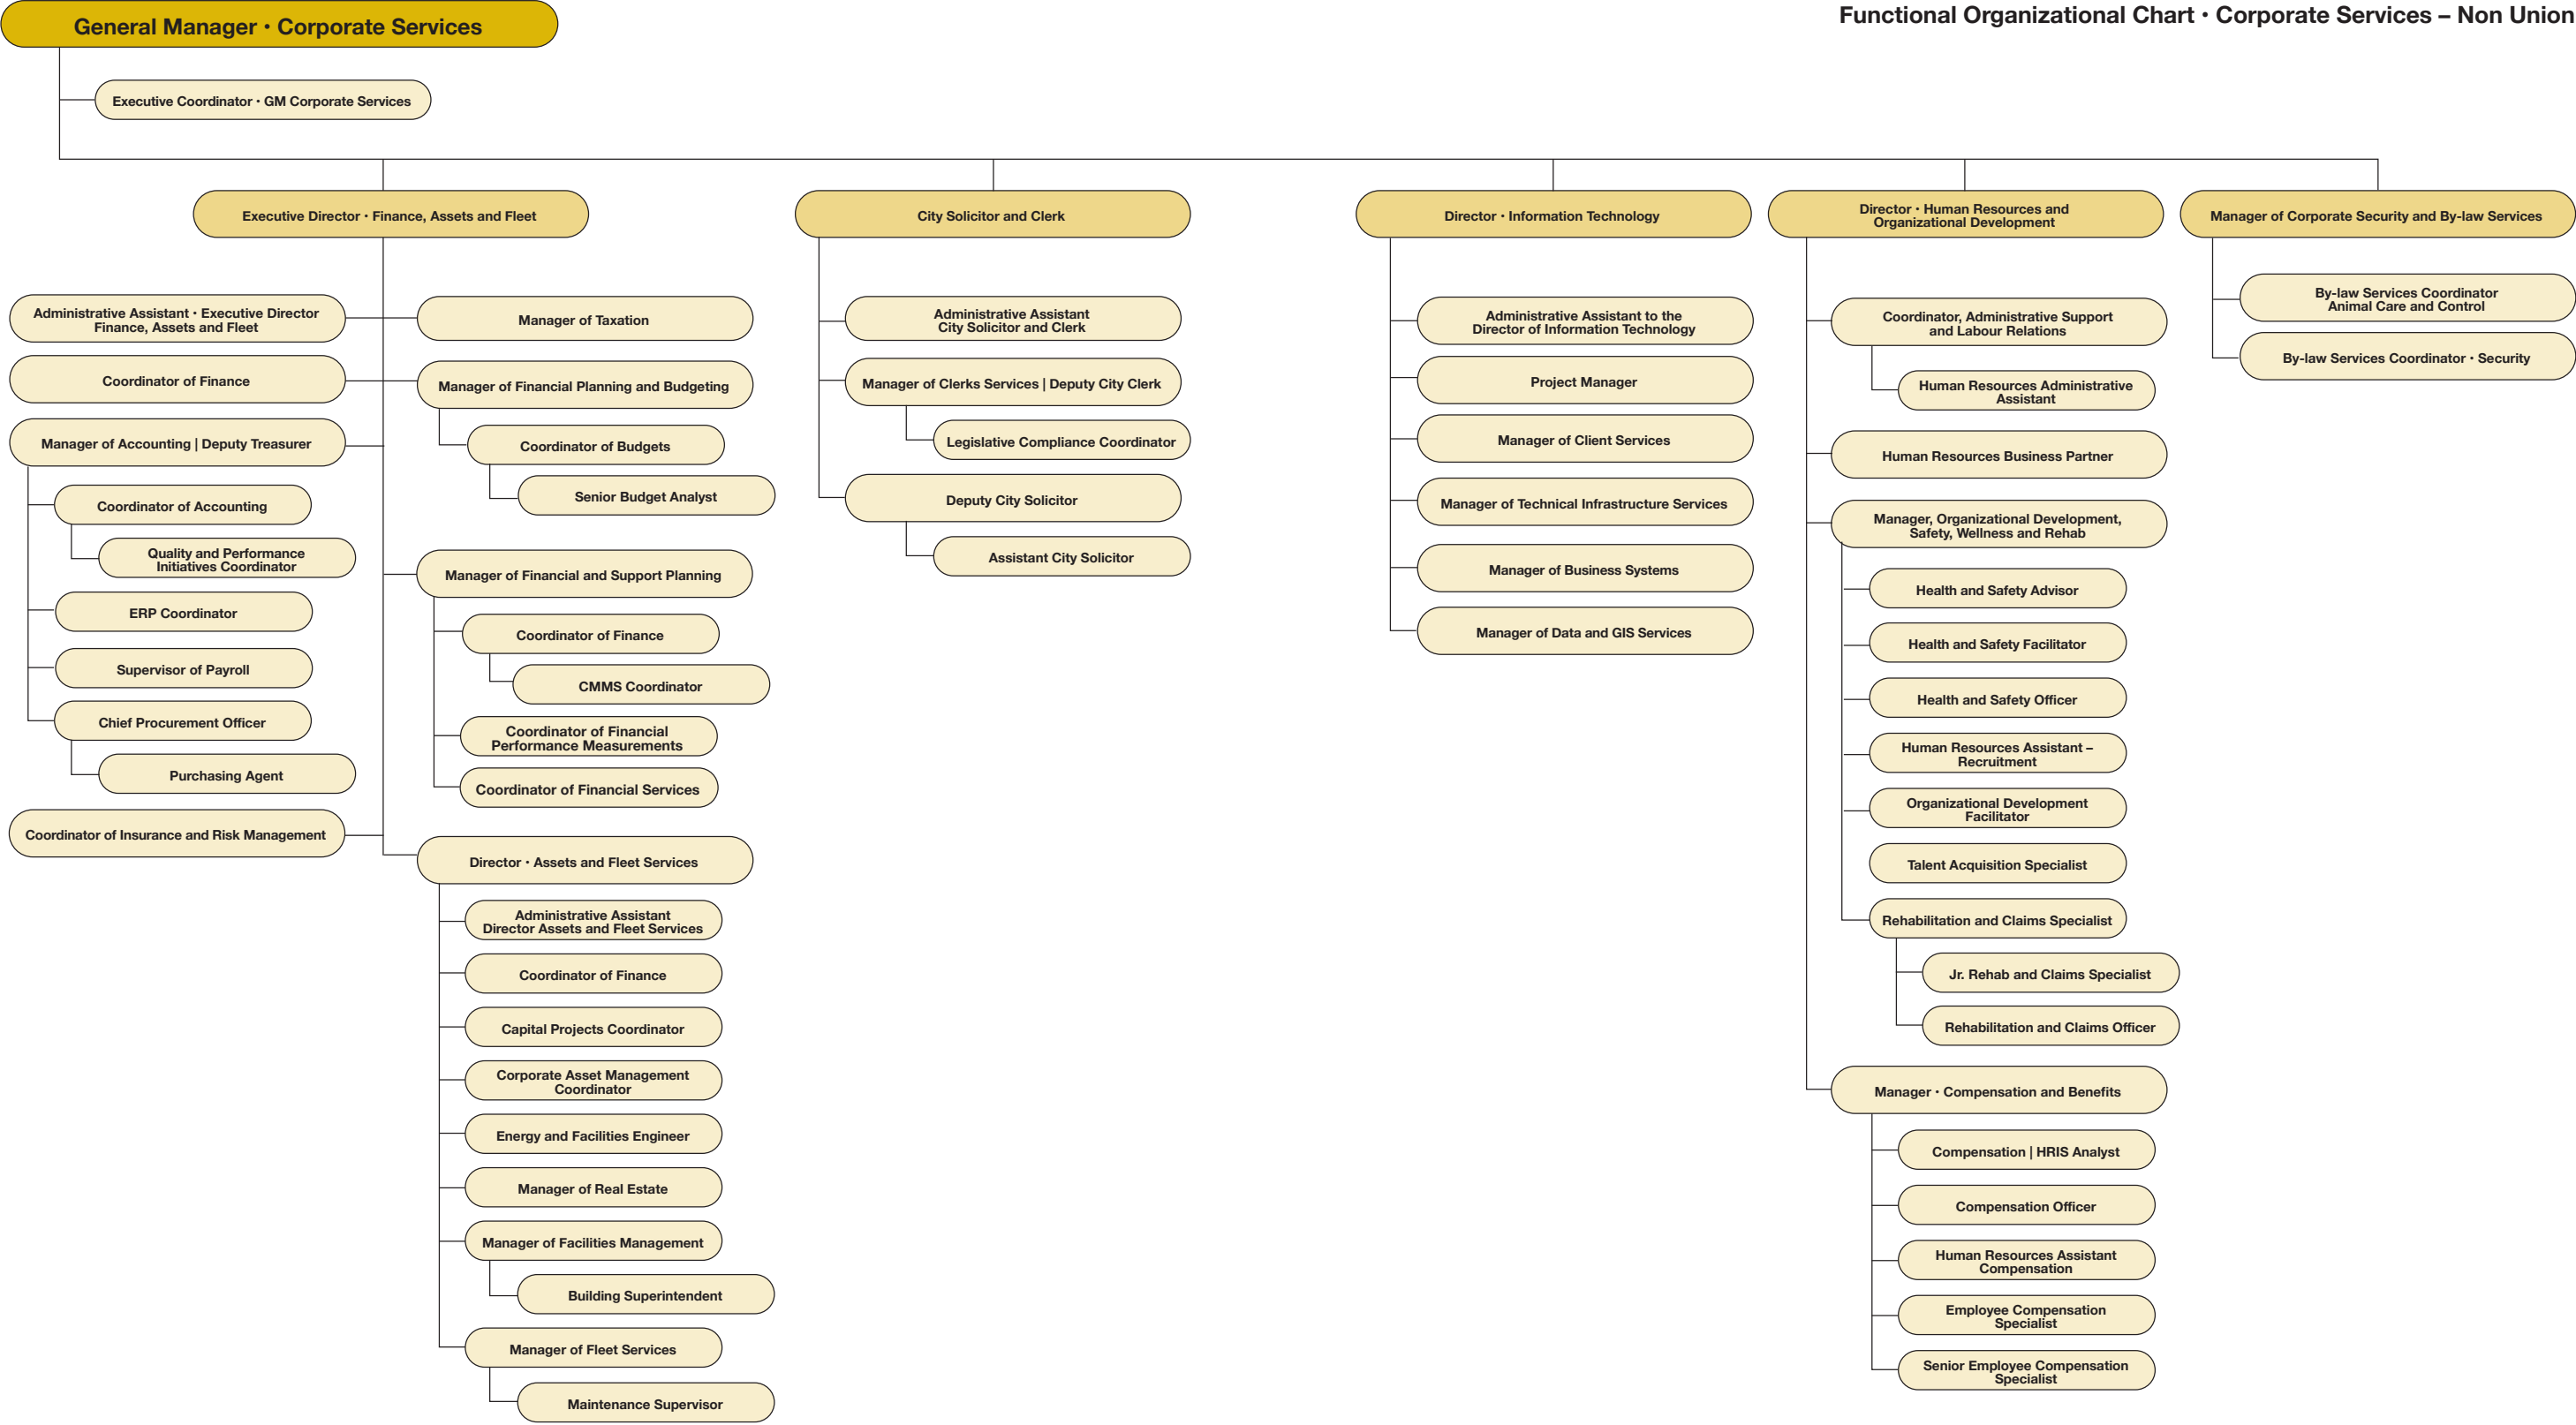 Functional Organizational Chart • Corporate Services – Non Union
General Manager • Corporate Services
Executive Coordinator • GM Corporate Services
Executive Director • Finance, Assets and Fleet
Administrative Assistant • Executive Director
Finance, Assets and Fleet
Coordinator of Finance
Manager of Accounting | Deputy Treasurer
Coordinator of Accounting
Quality and Performance
Initiatives Coordinator
ERP Coordinator
Supervisor of Payroll
Chief Procurement Officer
Purchasing Agent
Coordinator of Insurance and Risk Management
Manager of Taxation
Manager of Financial Planning and Budgeting
Coordinator of Budgets
Senior Budget Analyst
Manager of Financial and Support Planning
Coordinator of Finance
CMMS Coordinator
Coordinator of Financial
Performance Measurements
Coordinator of Financial Services
Director • Assets and Fleet Services
Administrative Assistant
Director Assets and Fleet Services
Coordinator of Finance
Capital Projects Coordinator
Corporate Asset Management
Coordinator
Energy and Facilities Engineer
Manager of Real Estate
Manager of Facilities Management
Building Superintendent
Manager of Fleet Services
Maintenance Supervisor
City Solicitor and Clerk
Administrative Assistant
City Solicitor and Clerk
Manager of Clerks Services | Deputy City Clerk
Legislative Compliance Coordinator
Deputy City Solicitor
Assistant City Solicitor
Director • Information Technology
Administrative Assistant to the
Director of Information Technology
Project Manager
Manager of Client Services
Manager of Technical Infrastructure Services
Manager of Business Systems
Manager of Data and GIS Services
Director • Human Resources and
Organizational Development
Coordinator, Administrative Support
and Labour Relations
Human Resources Administrative
Assistant
Human Resources Business Partner
Manager, Organizational Development,
Safety, Wellness and Rehab
Health and Safety Advisor
Health and Safety Facilitator
Health and Safety Officer
Human Resources Assistant –
Recruitment
Organizational Development
Facilitator
Talent Acquisition Specialist
Rehabilitation and Claims Specialist
Jr. Rehab and Claims Specialist
Rehabilitation and Claims Officer
Manager • Compensation and Benefits
Compensation | HRIS Analyst
Compensation Officer
Human Resources Assistant
Compensation
Employee Compensation
Specialist
Senior Employee Compensation
Specialist
Manager of Corporate Security and By-law Services
By-law Services Coordinator
Animal Care and Control
By-law Services Coordinator • Security